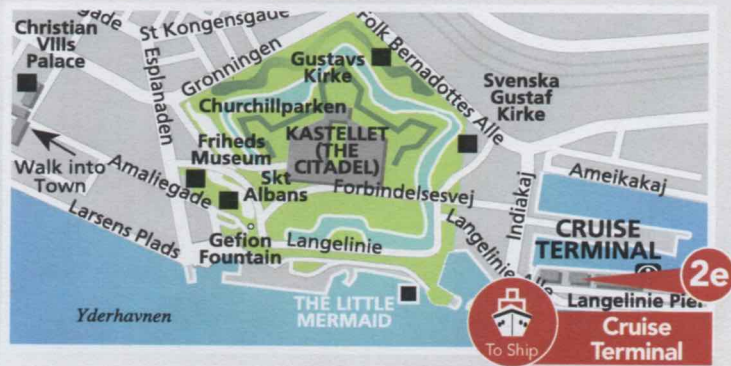 Christian
VIIIs
Palace
gade
St Kongensgade
Esplanaden
Gronningen
Gustavs
Kirke
Folk Bernadottes Alle
Svenska
Gustaf
Kirke
Churchillparken
KASTELLET
(THE
CITADEL)
Friheds
Museum
Skt
Albans
Walk into
Town
Amaliegade
Forbindelsesvej
Ameikakaj
Indiakaj
Larsens Plads
Gefion
Fountain
Langelinie
Langelinie Alle
CRUISE
TERMINAL
2e
THE LITTLE
MERMAID
Langelinie Pier
Yderhavnen
To Ship
Cruise
Terminal